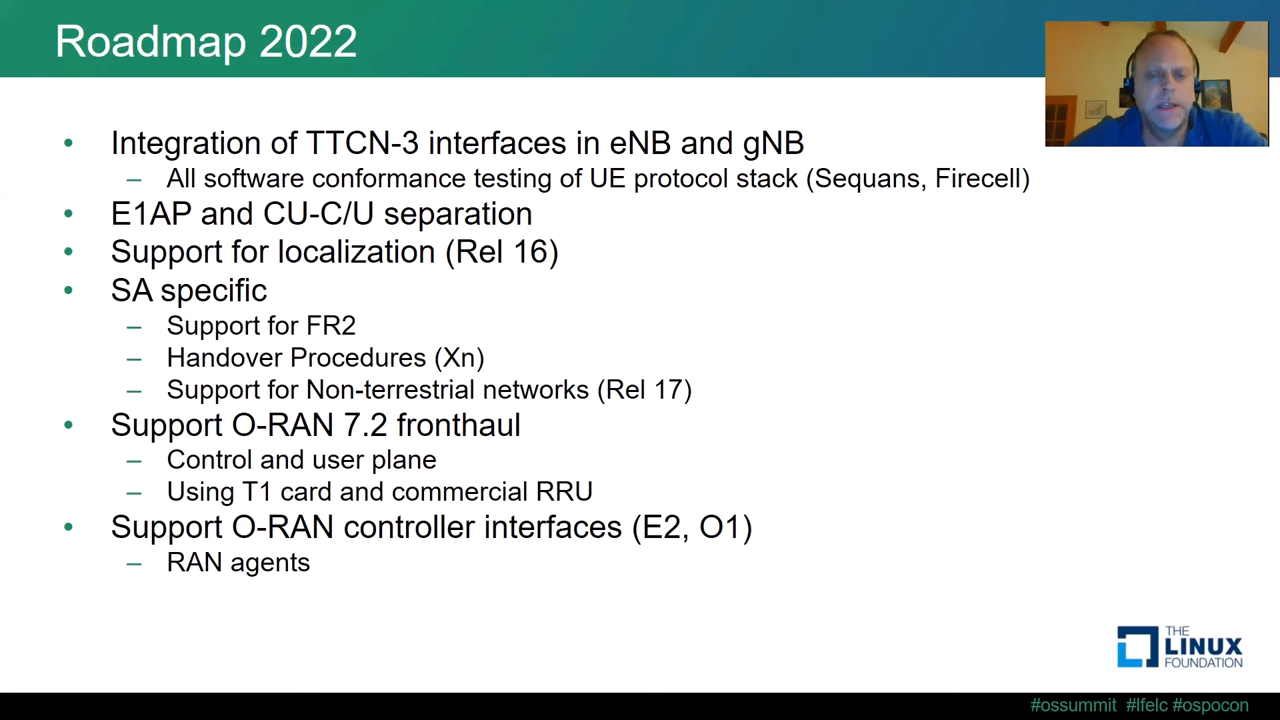 Roadmap 2022
• Integration of TTCN-3 interfaces in eNB and gNB
– All software conformance testing of UE protocol stack (Sequans, Firecell)
• E1AP and CU-C/U separation
• Support for localization (Rel 16)
• SA specific
– Support for FR2
– Handover Procedures (Xn)
– Support for Non-terrestrial networks (Rel 17)
• Support O-RAN 7.2 fronthaul
– Control and user plane
– Using T1 card and commercial RRU
• Support O-RAN controller interfaces (E2, O1)
– RAN agents
THE
LINUX
FOUNDATION
#ossummit #lfelc #ospocon